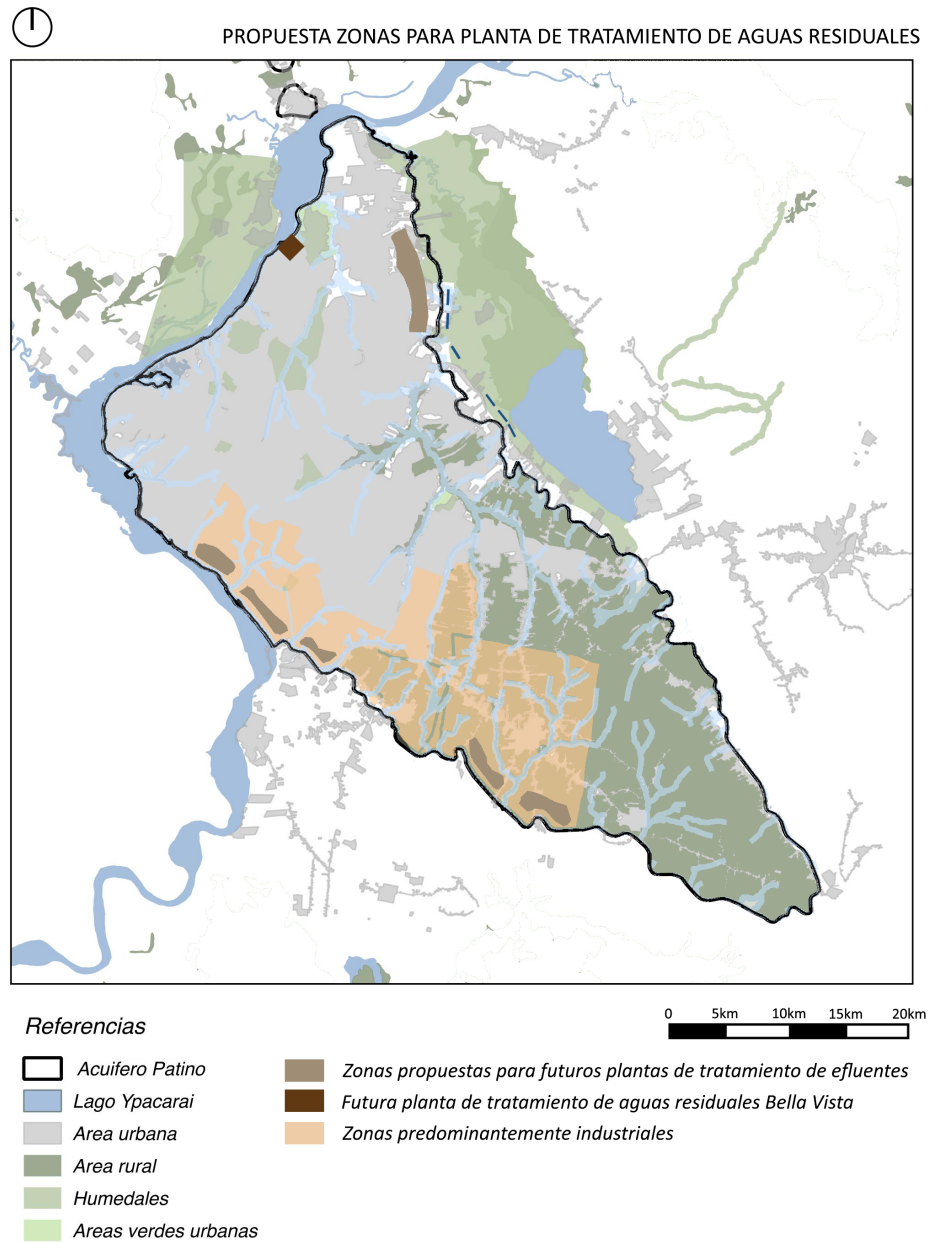 PROPUESTA ZONAS PARA PLANTA DE TRATAMIENTO DE AGUAS RESIDUALES
0 5km 10km 15km 20km
Referencias
Acuifero Patino
Lago Ypacarai
Area urbana
Area rural
Humedales
Areas verdes urbanas
Zonas propuestas para futuros plantas de tratamiento de efluentes
Futura planta de tratamiento de aguas residuales Bella Vista
Zonas predominantemente industriales